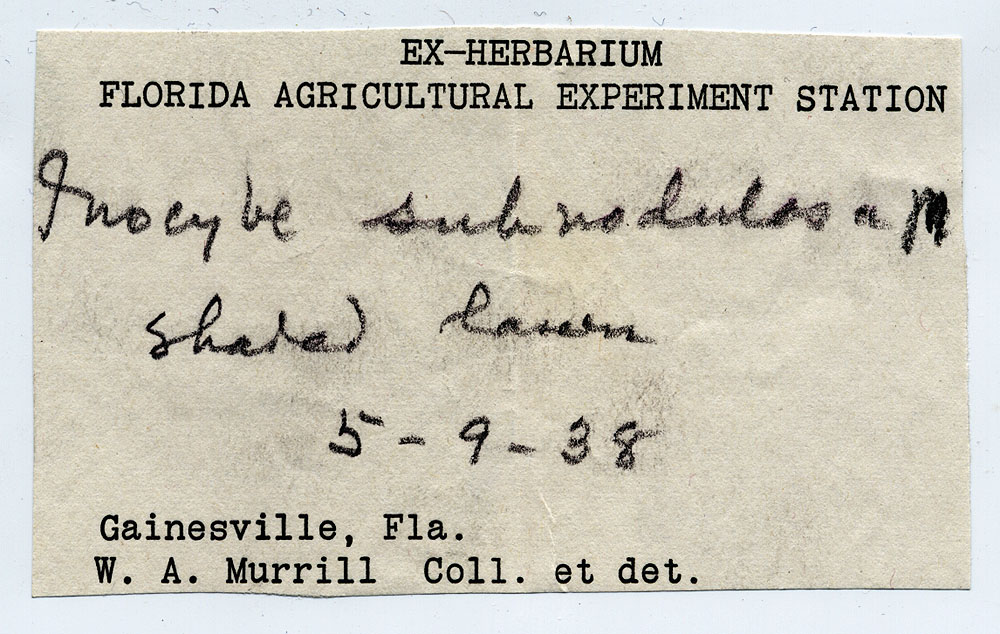 EX—HERBARIUM
FLORIDA AGRICULTURAL EXPERIMENT STATION
Inocybe subnodulosa M
shaded lawn
5-9-38
Gainesville, Fla.
W. A. Murrill Coll. et det.